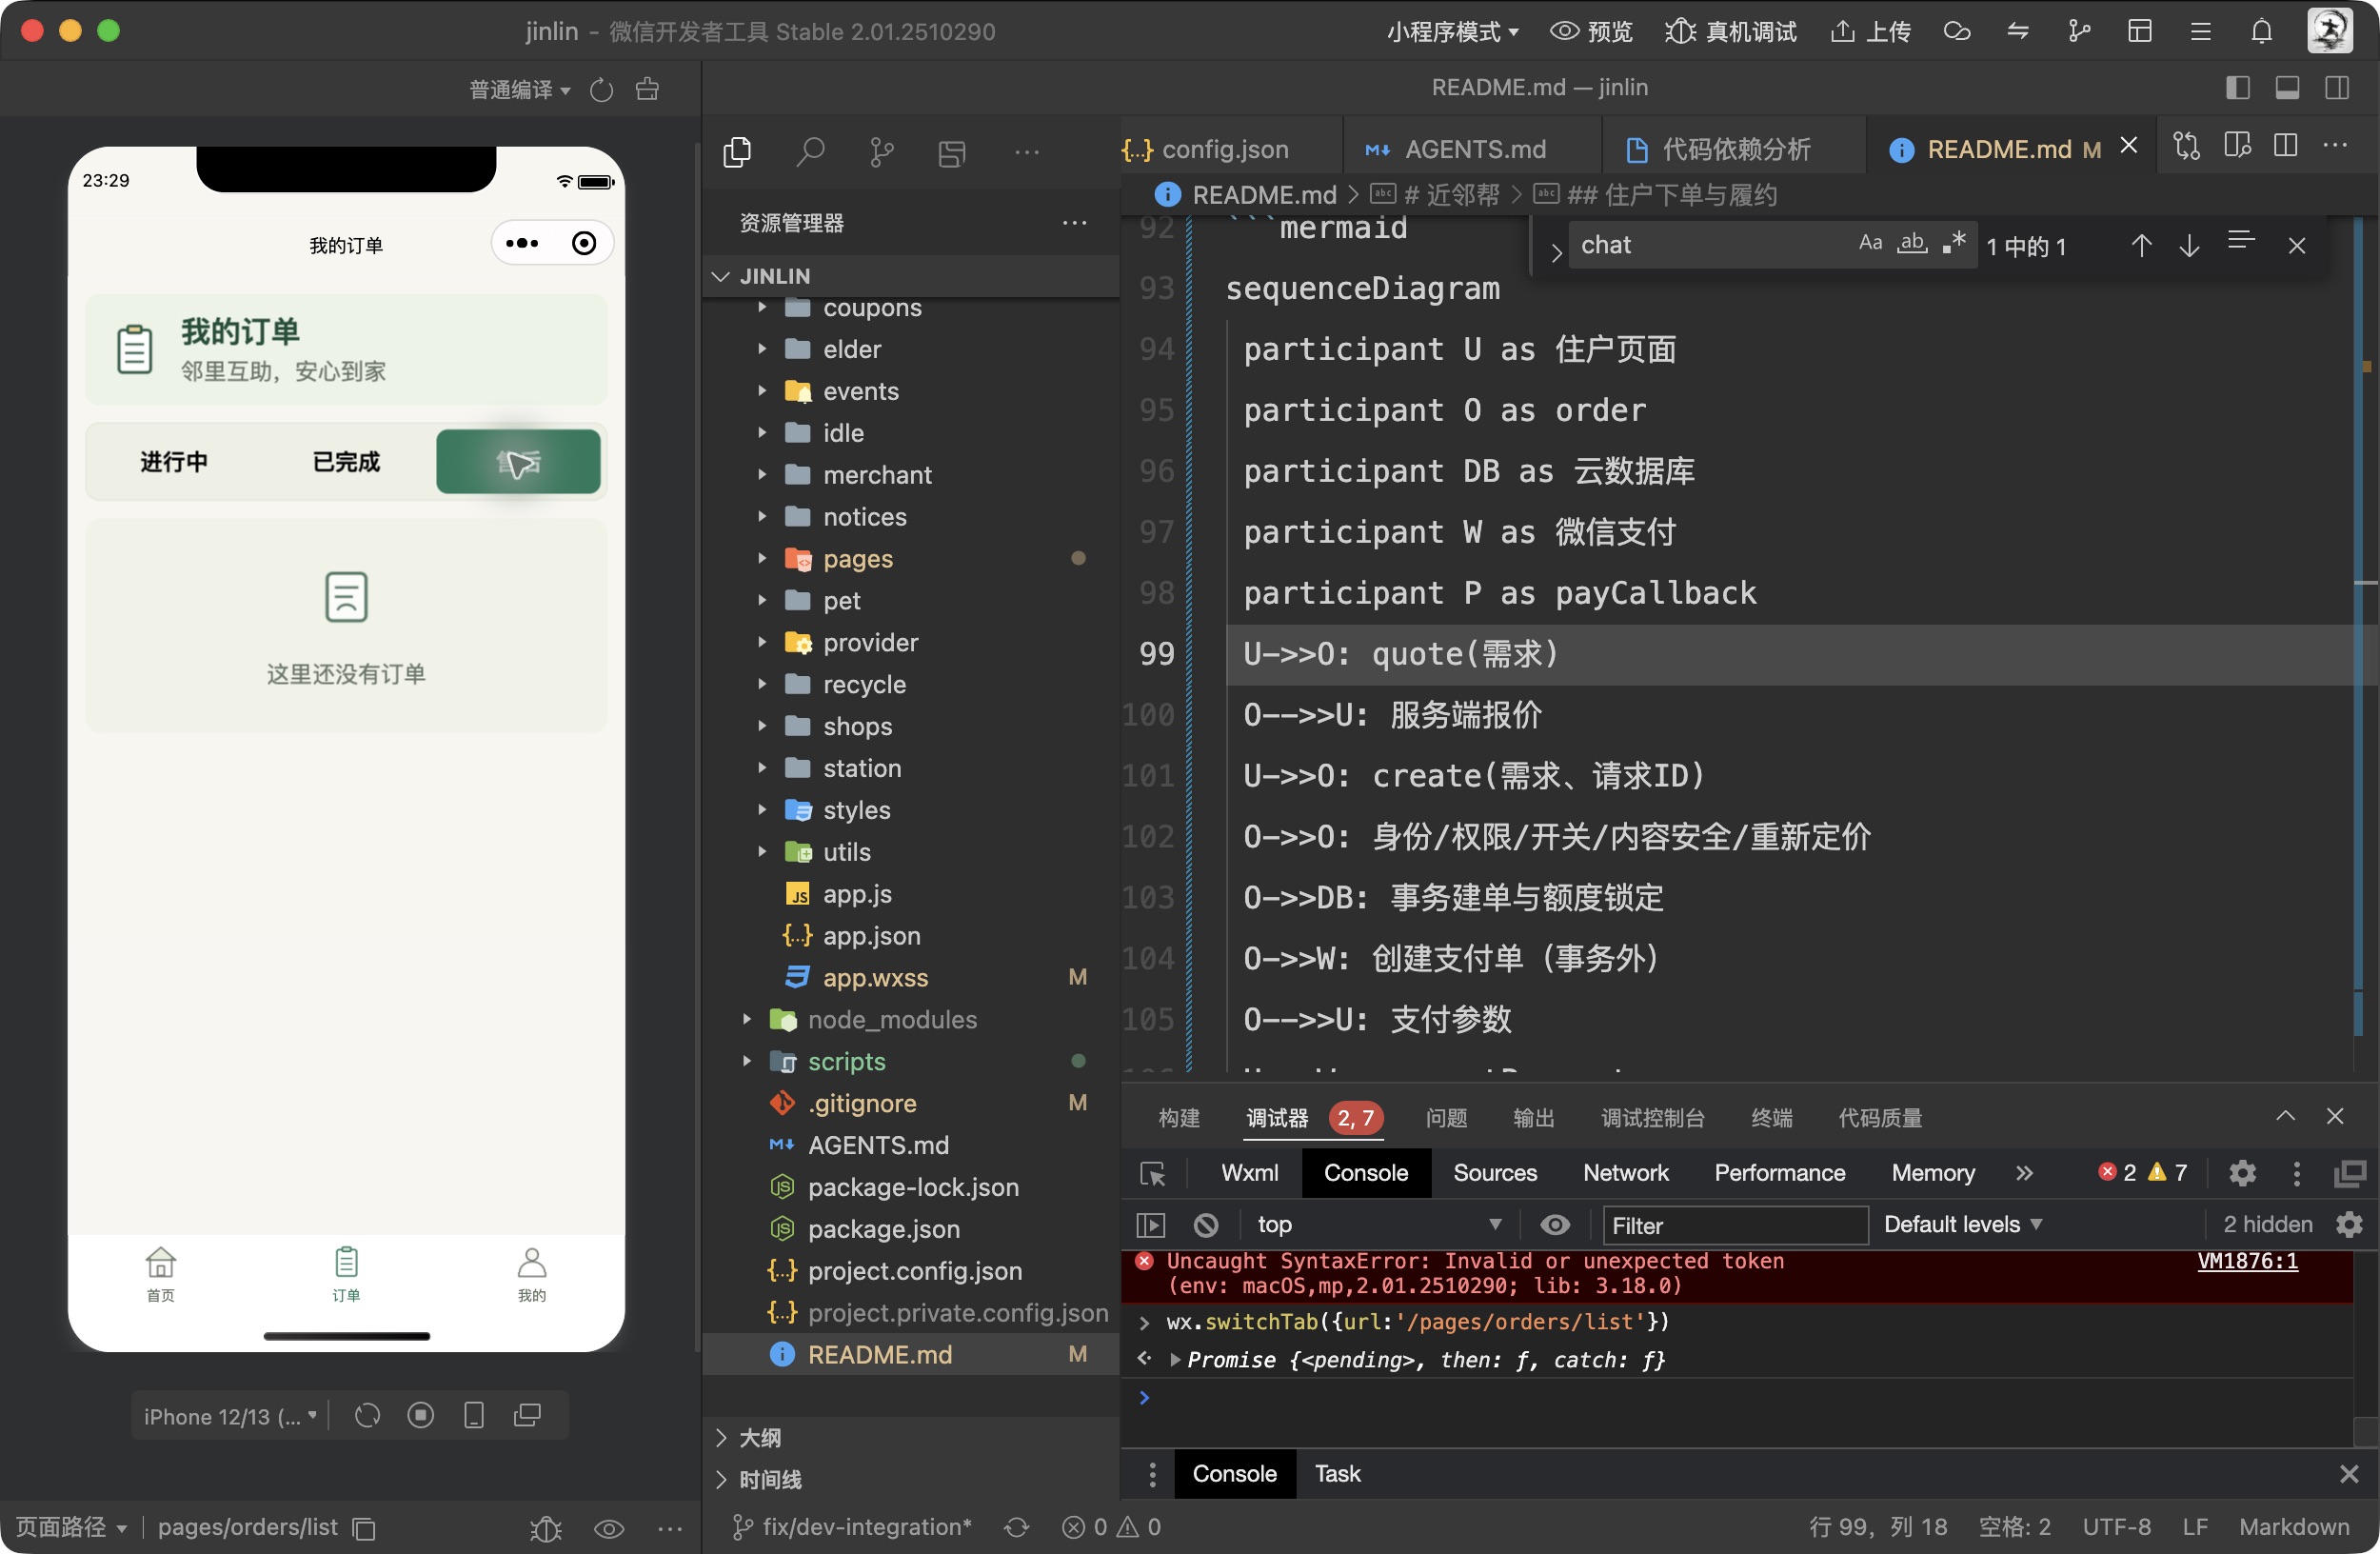 jinlin - 微信开发者工具 Stable 2.01.2510290
小程序模式
预览
真机调试
上传
普通编译
README.md — jinlin
23:29
我的订单
我的订单
邻里互助，安心到家
进行中
已完成
这里还没有订单
首页
订单
我的
iPhone 12/13 (...
页面路径
pages/orders/list
资源管理器
JINLIN
coupons
elder
events
idle
merchant
notices
pages
pet
provider
recycle
shops
station
styles
utils
app.js
app.json
app.wxss M
node_modules
scripts
.gitignore M
AGENTS.md
package-lock.json
package.json
project.config.json
project.private.config.json
README.md M
大纲
时间线
fix/dev-integration*
0
0
config.json
AGENTS.md
代码依赖分析
README.md M
README.md > # 近邻帮 > ## 住户下单与履约
chat
Aa
ab
1 中的 1
92 ```mermaid
93 sequenceDiagram
94 participant U as 住户页面
95 participant O as order
96 participant DB as 云数据库
97 participant W as 微信支付
98 participant P as payCallback
99 U->>O: quote(需求)
100 O-->>U: 服务端报价
101 U->>O: create(需求、请求ID)
102 O->>O: 身份/权限/开关/内容安全/重新定价
103 O->>DB: 事务建单与额度锁定
104 O->>W: 创建支付单（事务外）
105 O-->>U: 支付参数
构建
调试器
2, 7
问题
输出
调试控制台
终端
代码质量
Wxml
Console
Sources
Network
Performance
Memory
2
7
top
Filter
Default levels
2 hidden
Uncaught SyntaxError: Invalid or unexpected token
VM1876:1
(env: macOS,mp,2.01.2510290; lib: 3.18.0)
wx.switchTab({url:'/pages/orders/list'})
Promise {<pending>, then: ƒ, catch: ƒ}
Console
Task
行 99，列 18
空格: 2
UTF-8
LF
Markdown